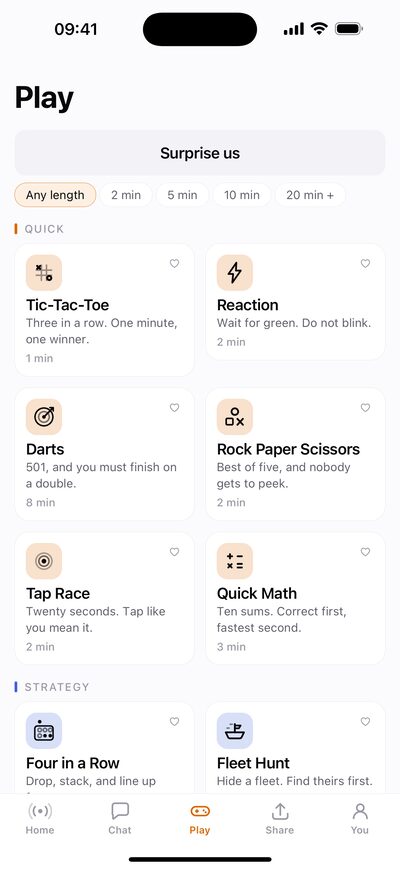 09:41
Play
Surprise us
Any length
2 min
5 min
10 min
20 min +
QUICK
Tic-Tac-Toe
Three in a row. One minute,
one winner.
1 min
Reaction
Wait for green. Do not blink.
2 min
Darts
501, and you must finish on
a double.
8 min
Rock Paper Scissors
Best of five, and nobody
gets to peek.
2 min
Tap Race
Twenty seconds. Tap like
you mean it.
2 min
Quick Math
Ten sums. Correct first,
fastest second.
3 min
STRATEGY
Four in a Row
Drop, stack, and line up
Fleet Hunt
Hide a fleet. Find theirs first.
Home
Chat
Play
Share
You